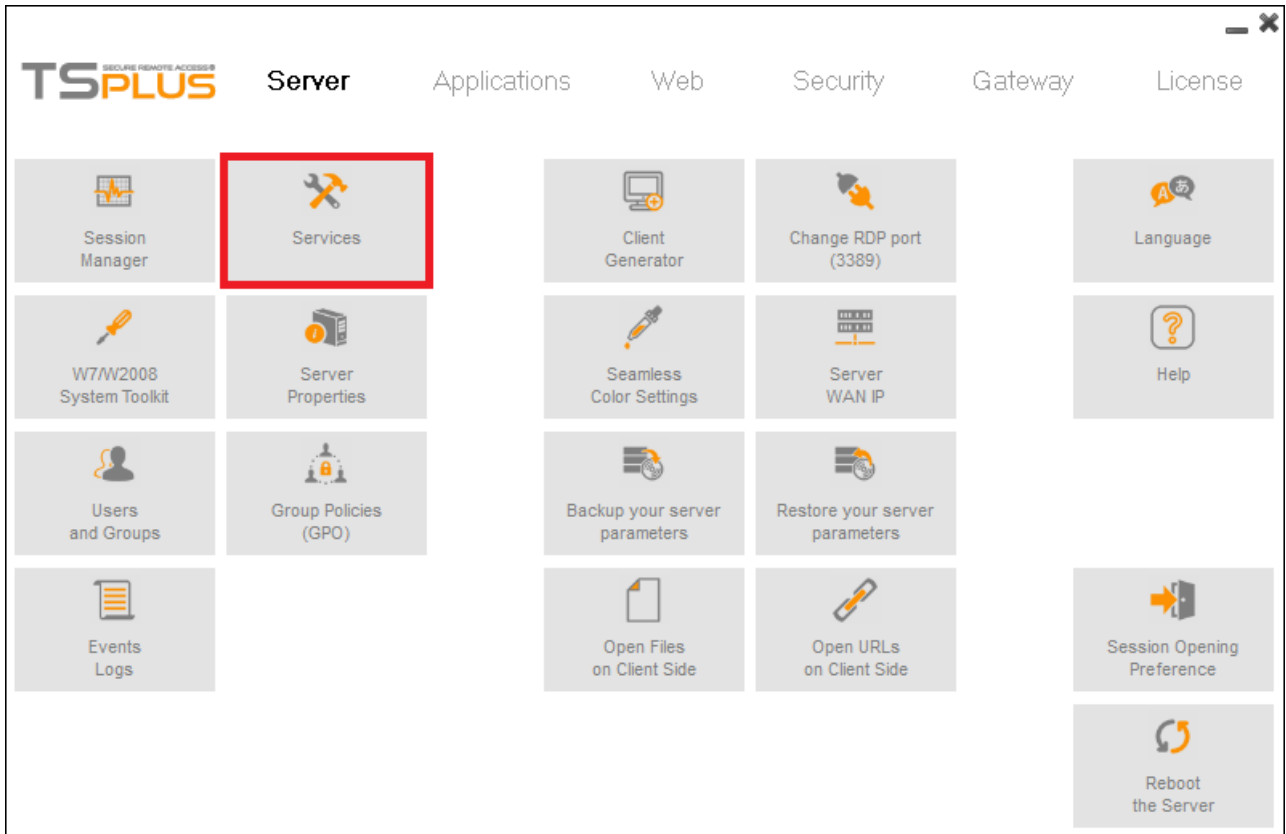 SECURE REMOTE ACCESS®
TSPLUS
Server
Applications
Web
Security
Gateway
License
Session
Manager
Services
Client
Generator
Change RDP port
(3389)
A あ
Language
W7/W2008
System Toolkit
Server
Properties
Seamless
Color Settings
Server
WAN IP
Help
Users
and Groups
Group Policies
(GPO)
Backup your server
parameters
Restore your server
parameters
Events
Logs
Open Files
on Client Side
Open URLs
on Client Side
Session Opening
Preference
Reboot
the Server